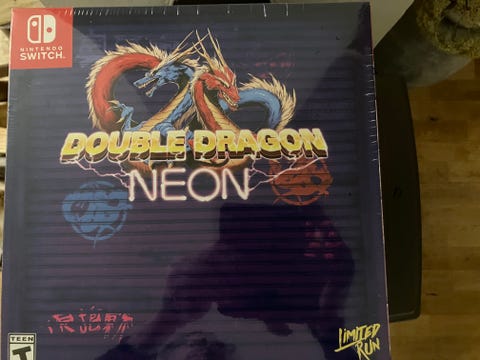 NINTENDO
SWITCH
DOUBLE DRAGON
NEON
TEEN
T
LIMITED
RUN